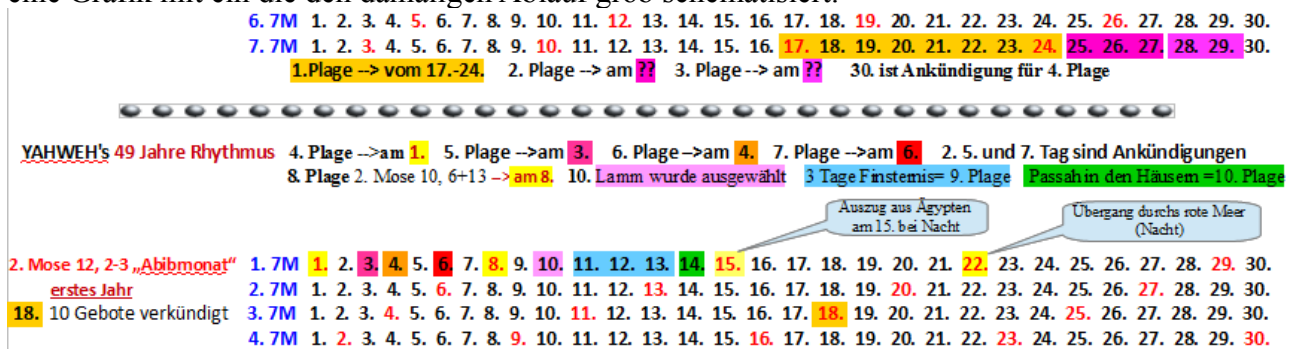 eine Grafik mit ein die den damaligen Ablauf grob schematisiert.
6. 7M 1. 2. 3. 4. 5. 6. 7. 8. 9. 10. 11. 12. 13. 14. 15. 16. 17. 18. 19. 20. 21. 22. 23. 24. 25. 26. 27. 28. 29. 30.
7. 7M 1. 2. 3. 4. 5. 6. 7. 8. 9. 10. 11. 12. 13. 14. 15. 16. 17. 18. 19. 20. 21. 22. 23. 24. 25. 26. 27. 28. 29. 30.
1.Plage --> vom 17.-24. 2. Plage --> am ?? 3. Plage --> am ?? 30. ist Ankündigung für 4. Plage
YAHWEH's 49 Jahre Rhythmus 4. Plage -->am 1. 5. Plage -->am 3. 6. Plage-->am 4. 7. Plage -->am 6. 2. 5. und 7. Tag sind Ankündigungen
8. Plage 2. Mose 10, 6+13 --> am 8. 10. Lamm wurde ausgewählt 3 Tage Finsternis= 9. Plage Passah in den Häusern =10. Plage
Auszug aus Ägypten
am 15. bei Nacht
Übergang durchs rote Meer
(Nacht)
2. Mose 12, 2-3 „Abibmonat“ 1. 7M 1. 2. 3. 4. 5. 6. 7. 8. 9. 10. 11. 12. 13. 14. 15. 16. 17. 18. 19. 20. 21. 22. 23. 24. 25. 26. 27. 28. 29. 30.
erstes Jahr 2. 7M 1. 2. 3. 4. 5. 6. 7. 8. 9. 10. 11. 12. 13. 14. 15. 16. 17. 18. 19. 20. 21. 22. 23. 24. 25. 26. 27. 28. 29. 30.
18. 10 Gebote verkündigt 3. 7M 1. 2. 3. 4. 5. 6. 7. 8. 9. 10. 11. 12. 13. 14. 15. 16. 17. 18. 19. 20. 21. 22. 23. 24. 25. 26. 27. 28. 29. 30.
4. 7M 1. 2. 3. 4. 5. 6. 7. 8. 9. 10. 11. 12. 13. 14. 15. 16. 17. 18. 19. 20. 21. 22. 23. 24. 25. 26. 27. 28. 29. 30.